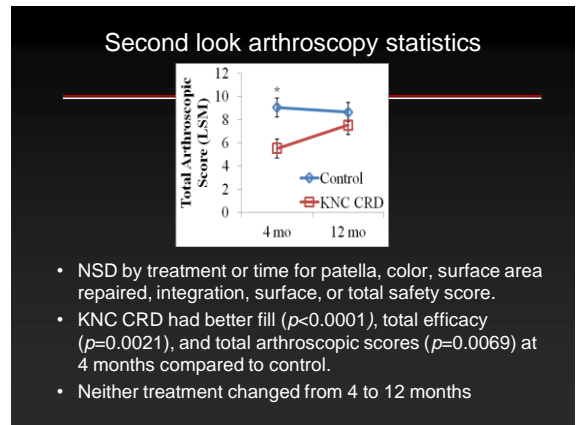 Second look arthroscopy statistics
12
10
8
6
4
2
0
*
Total Arthroscopic
Score (LSM)
Control
KNC CRD
4 mo
12 mo
• NSD by treatment or time for patella, color, surface area
repaired, integration, surface, or total safety score.
• KNC CRD had better fill (p<0.0001), total efficacy
(p=0.0021), and total arthroscopic scores (p=0.0069) at
4 months compared to control.
• Neither treatment changed from 4 to 12 months